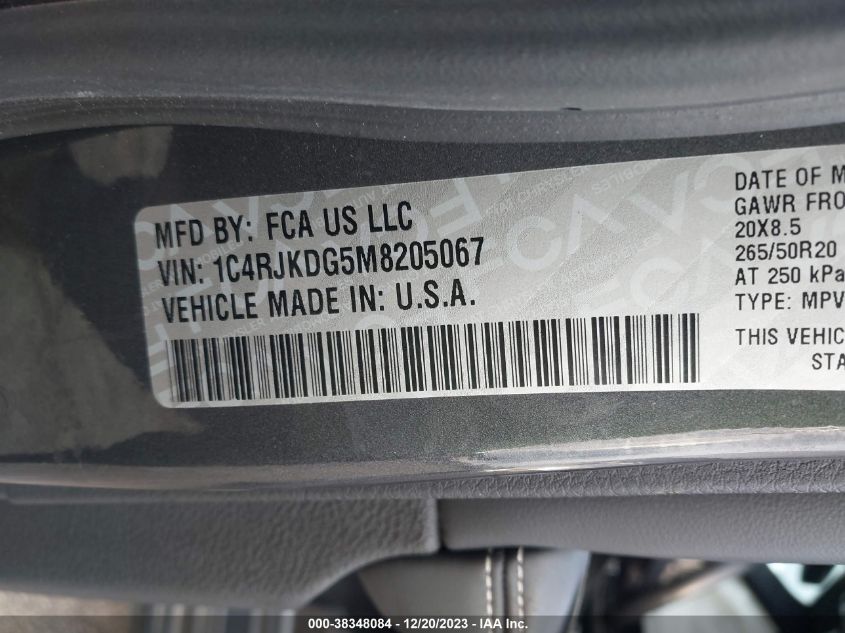 MFD BY: FCA US LLC
VIN: 1C4RJKDG5M8205067
VEHICLE MADE IN: U.S.A.
DATE OF M
GAWR FRO
20X8.5
265/50R20
AT 250 kPa
TYPE: MPV
THIS VEHIC
STA
000-38348084 - 12/20/2023 - IAA Inc.